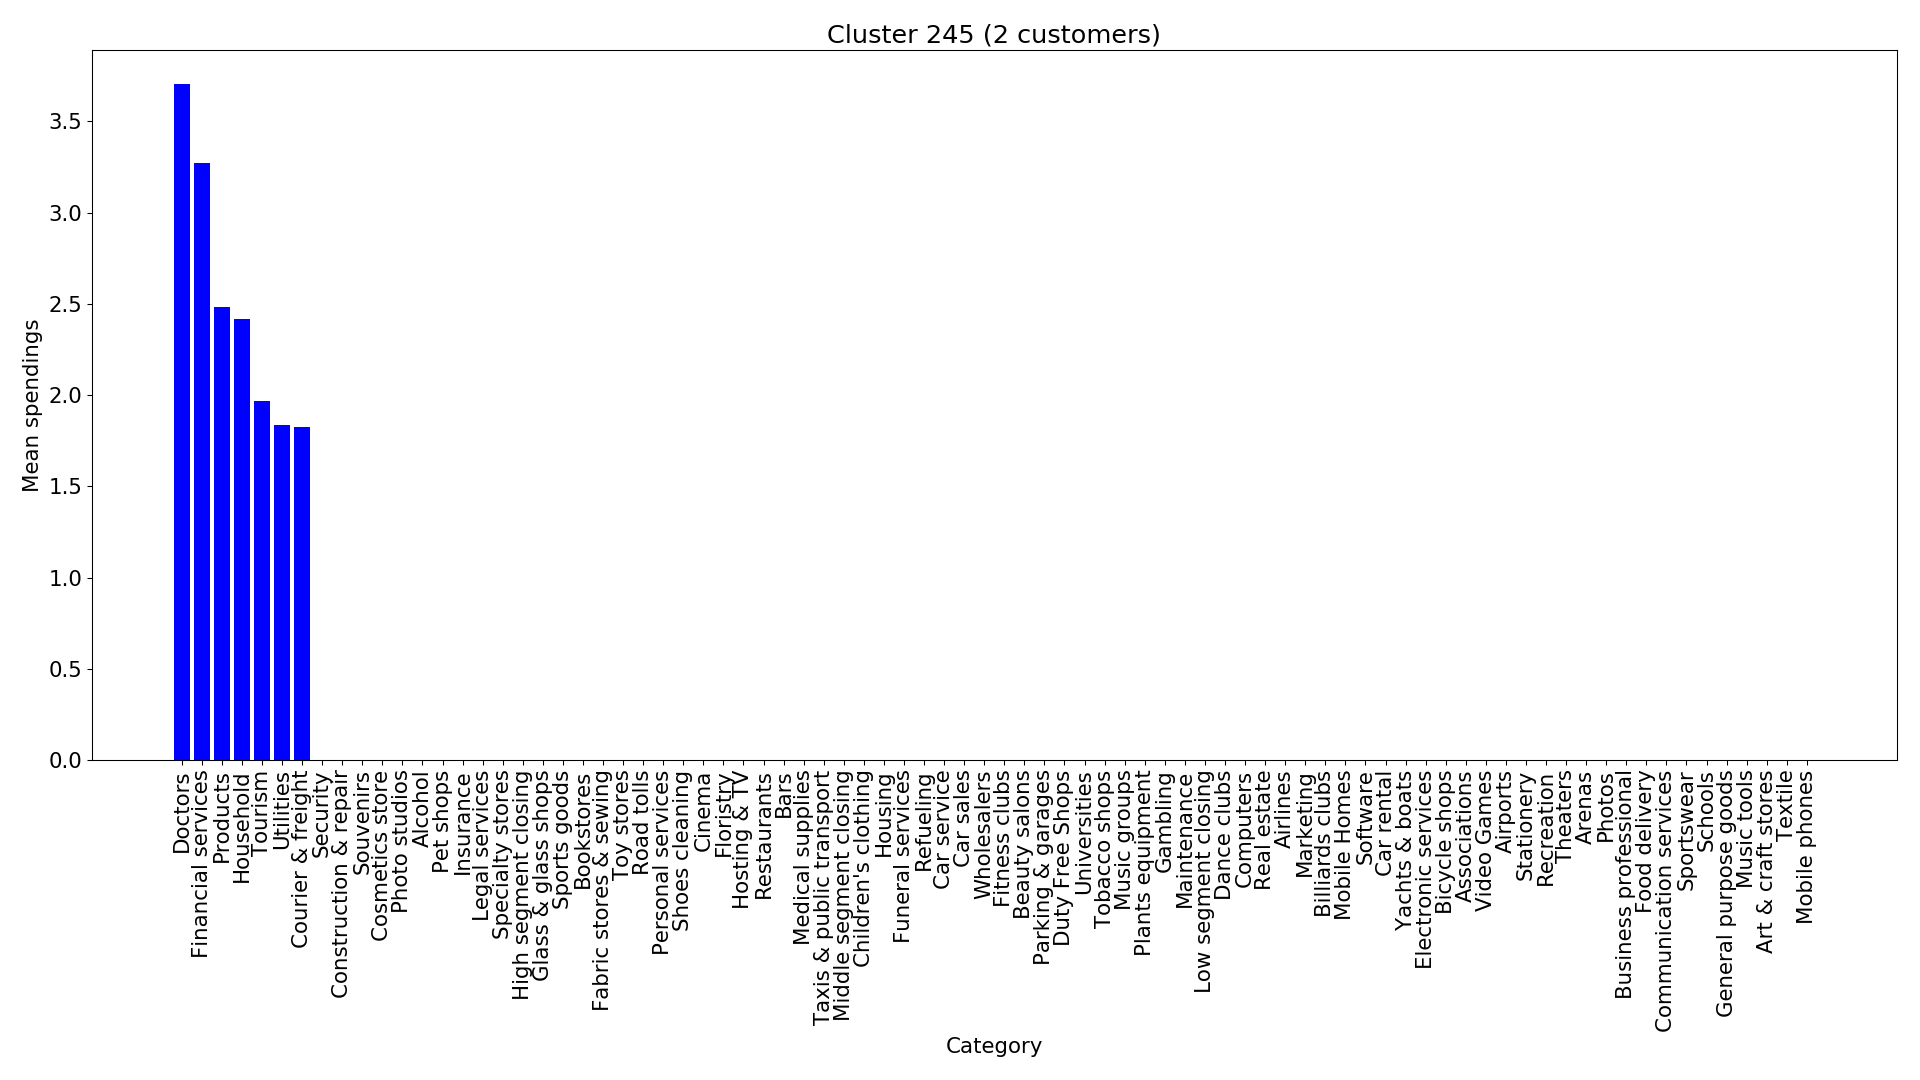 Cluster 245 (2 customers)
3.5
3.0
2.5
2.0
1.5
1.0
0.5
0.0
Mean spendings
Doctors
Financial services
Products
Household
Tourism
Utilities
Courier & freight
Security
Construction & repair
Souvenirs
Cosmetics store
Photo studios
Alcohol
Pet shops
Insurance
Legal services
Specialty stores
High segment closing
Glass & glass shops
Sports goods
Bookstores
Fabric stores & sewing
Toy stores
Road tolls
Personal services
Shoes cleaning
Cinema
Floristry
Hosting & TV
Restaurants
Bars
Medical supplies
Taxis & public transport
Middle segment closing
Children's clothing
Housing
Funeral services
Refueling
Car service
Car sales
Wholesalers
Fitness clubs
Beauty salons
Parking & garages
Duty Free Shops
Universities
Tobacco shops
Music groups
Plants equipment
Gambling
Maintenance
Low segment closing
Dance clubs
Computers
Real estate
Airlines
Marketing
Billiards clubs
Mobile Homes
Software
Car rental
Yachts & boats
Electronic services
Bicycle shops
Associations
Video Games
Airports
Stationery
Recreation
Theaters
Arenas
Photos
Business professional
Food delivery
Communication services
Sportswear
Schools
General purpose goods
Music tools
Art & craft stores
Textile
Mobile phones
Category